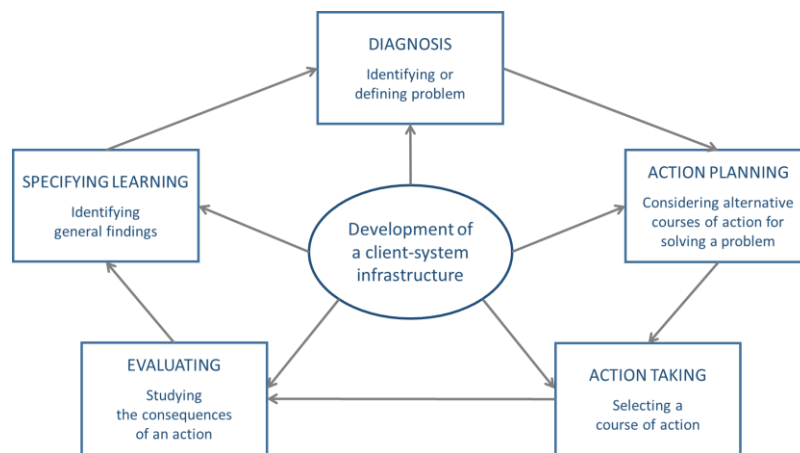 DIAGNOSIS
Identifying or
defining problem
ACTION PLANNING
Considering alternative
courses of action for
solving a problem
ACTION TAKING
Selecting a
course of action
EVALUATING
Studying
the consequences
of an action
SPECIFYING LEARNING
Identifying
general findings
Development of
a client-system
infrastructure